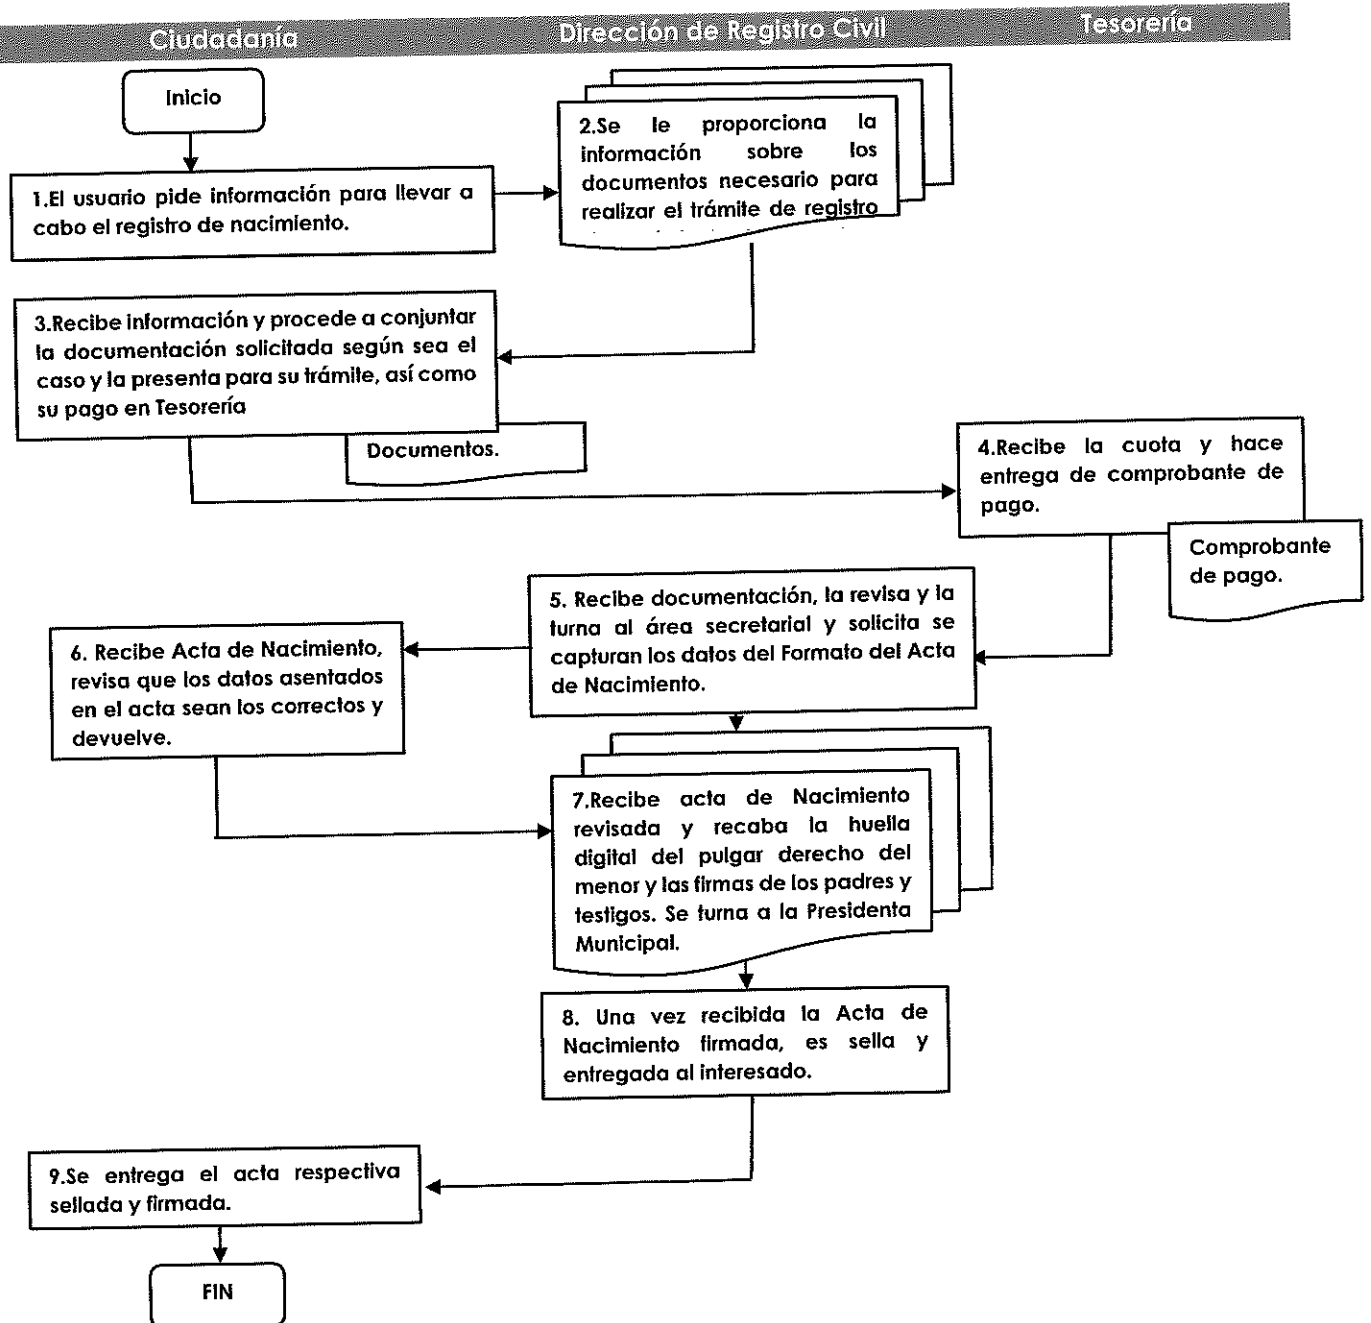 Ciudadanía
Dirección de Registro Civil
Tesorería
Inicio
1.El usuario pide información para llevar a
cabo el registro de nacimiento.
2.Se le proporciona la
información sobre los
documentos necesario para
realizar el trámite de registro
3.Recibe información y procede a conjuntar
la documentación solicitada según sea el
caso y la presenta para su trámite, así como
su pago en Tesorería
Documentos.
4.Recibe la cuota y hace
entrega de comprobante de
pago.
Comprobante
de pago.
5. Recibe documentación, la revisa y la
turna al área secretarial y solicita se
capturan los datos del Formato del Acta
de Nacimiento.
6. Recibe Acta de Nacimiento,
revisa que los datos asentados
en el acta sean los correctos y
devuelve.
7.Recibe acta de Nacimiento
revisada y recaba la huella
digital del pulgar derecho del
menor y las firmas de los padres y
testigos. Se turna a la Presidenta
Municipal.
8. Una vez recibida la Acta de
Nacimiento firmada, es sella y
entregada al interesado.
9.Se entrega el acta respectiva
sellada y firmada.
FIN